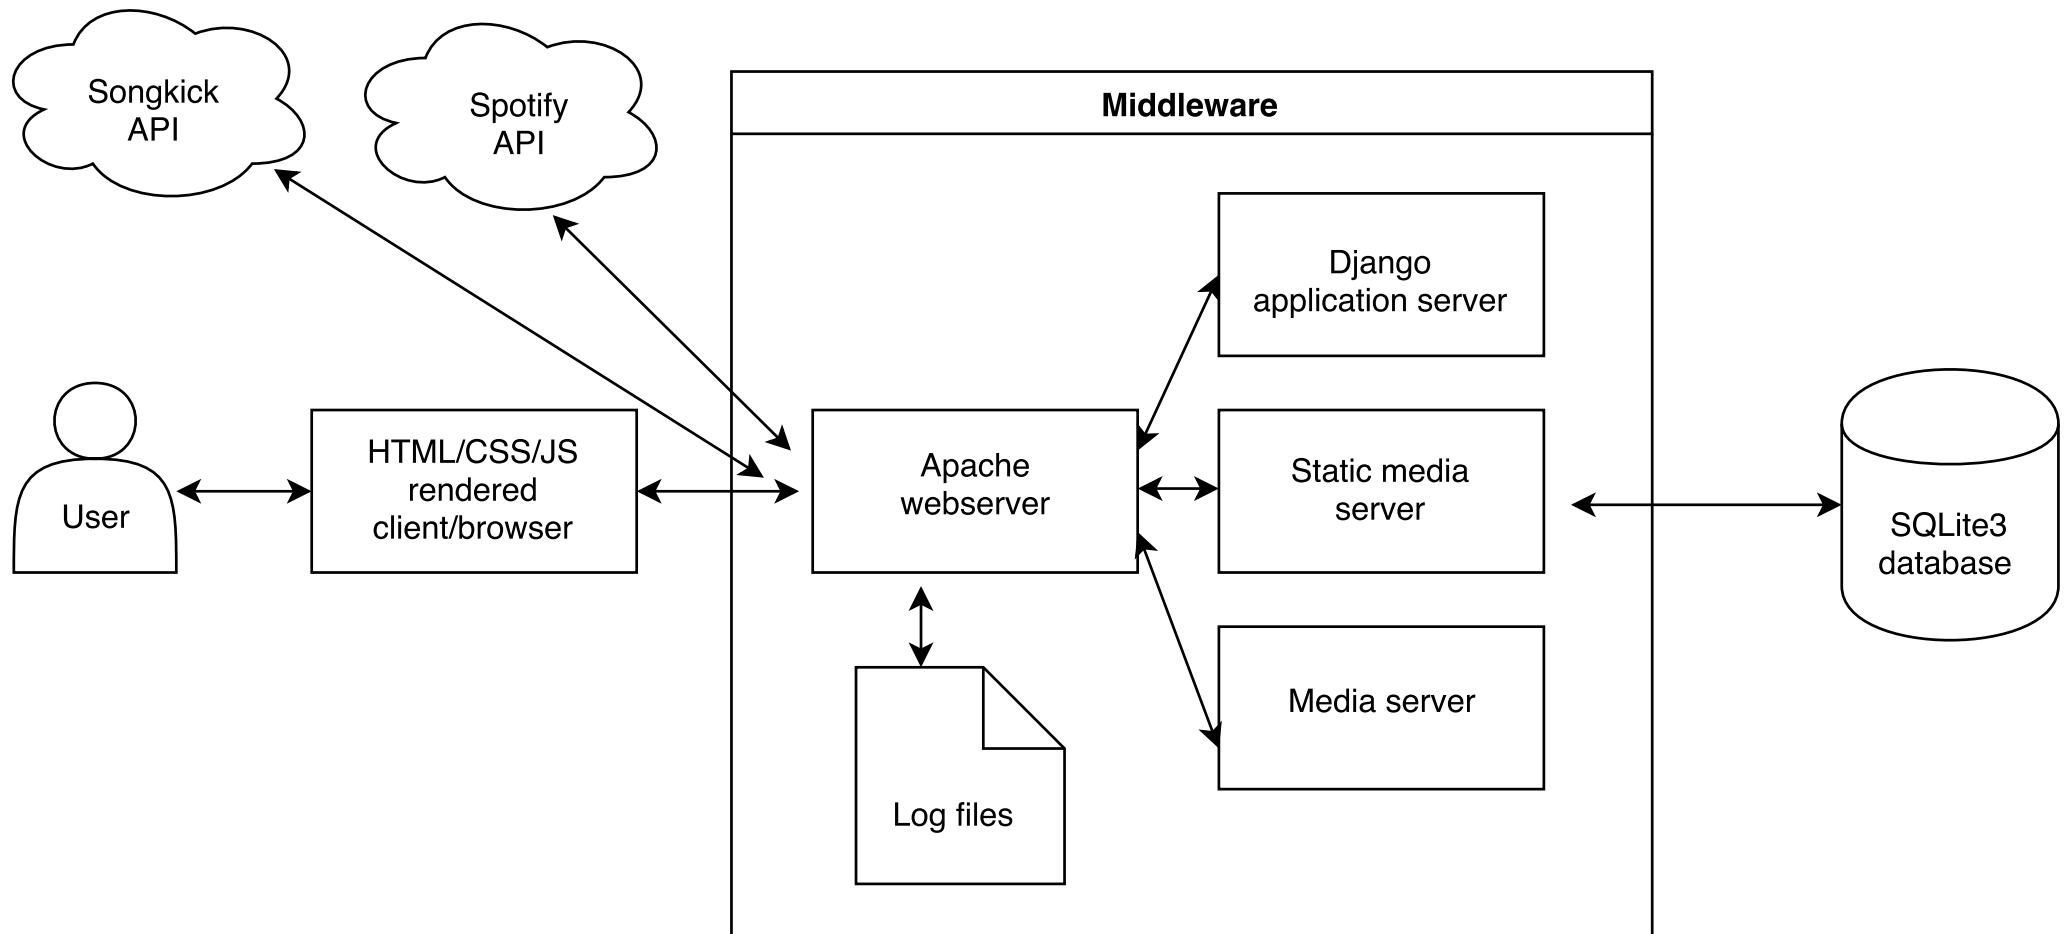 Songkick
API
Spotify
API
Middleware
Django
application server
User
HTML/CSS/JS
rendered
client/browser
Apache
webserver
Static media
server
SQLite3
database
Media server
Log files